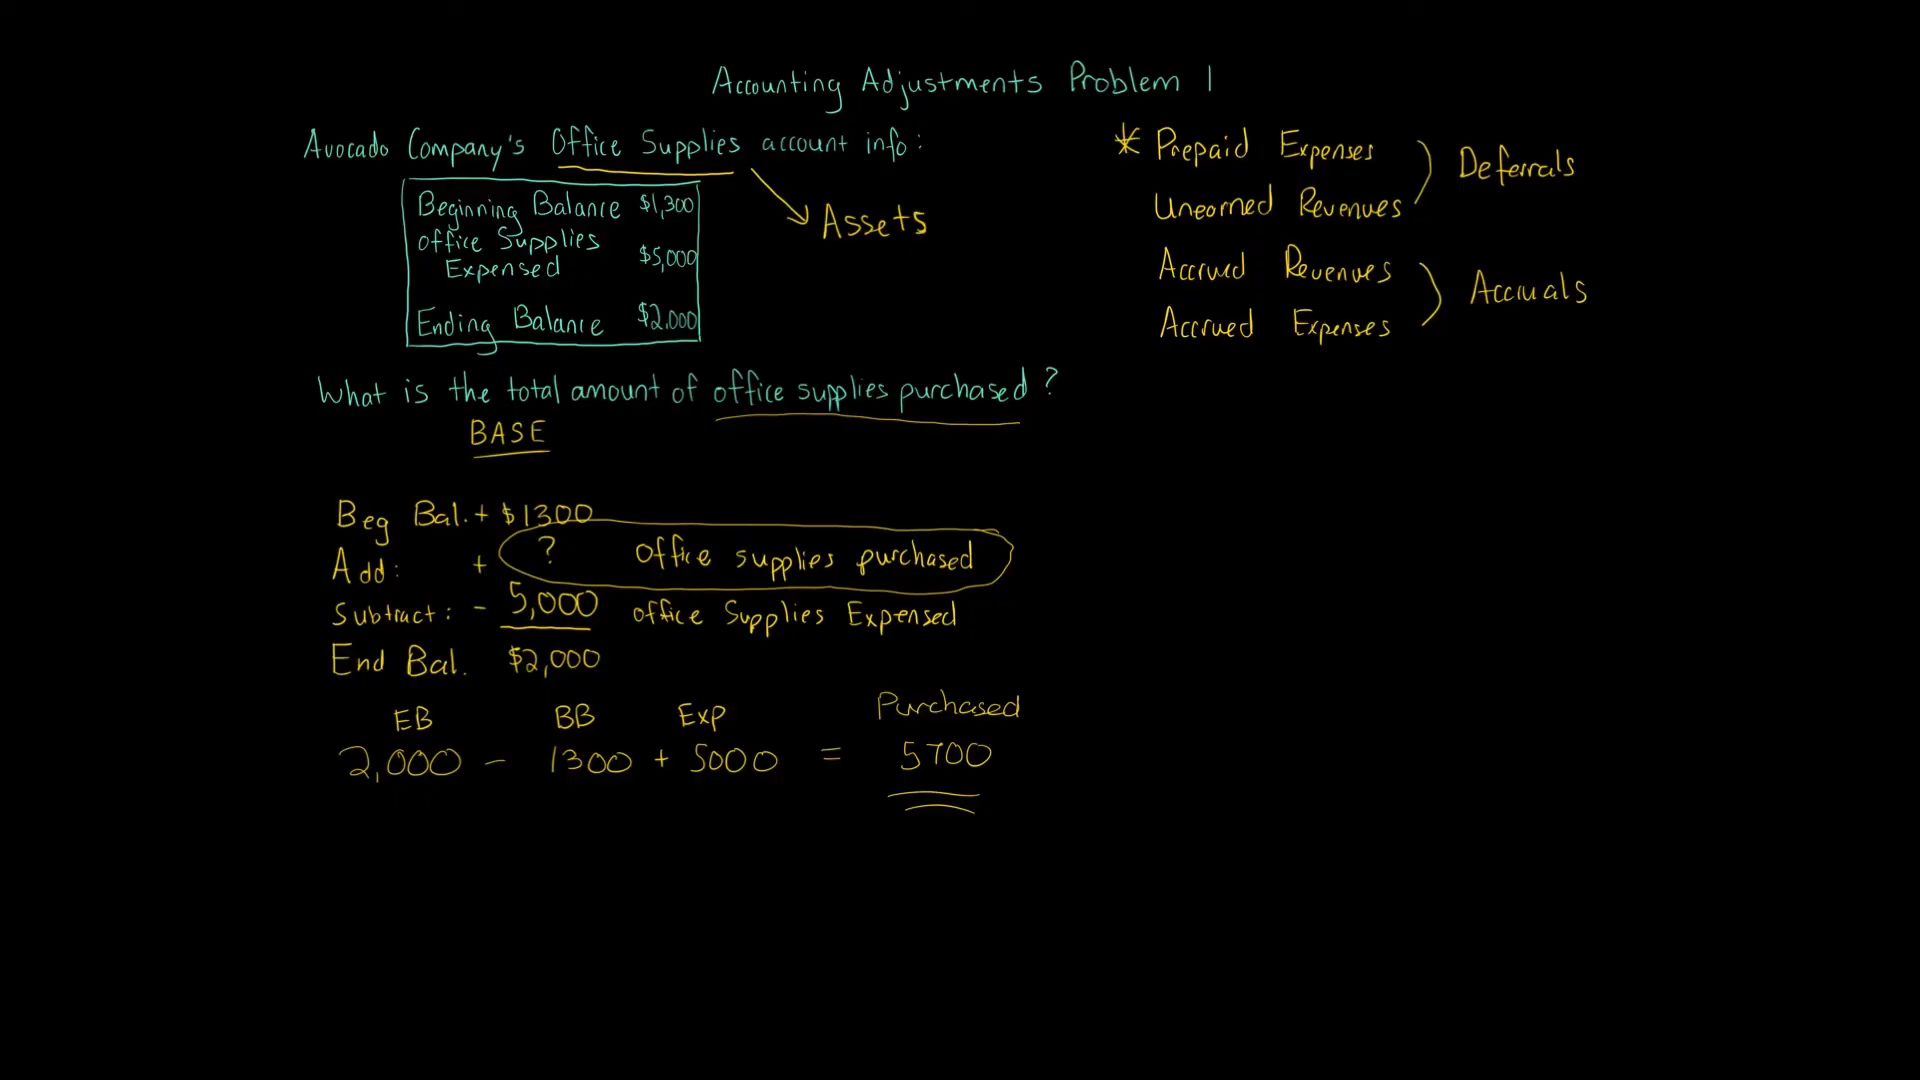 Accounting Adjustments Problem 1
Avocado Company's Office Supplies account info:
Beginning Balance $1,300
office Supplies
Expensed $5,000
Ending Balance $2,000
Assets
* Prepaid Expenses
Unearned Revenues
Deferrals
Accrued Revenues
Accrued Expenses
Accruals
What is the total amount of office supplies purchased?
BASE
Beg Bal. + $1300
Add: + ? office supplies purchased
Subtract: - 5,000 office Supplies Expensed
End Bal. $2,000
EB BB Exp Purchased
2,000 - 1300 + 5000 = 5700